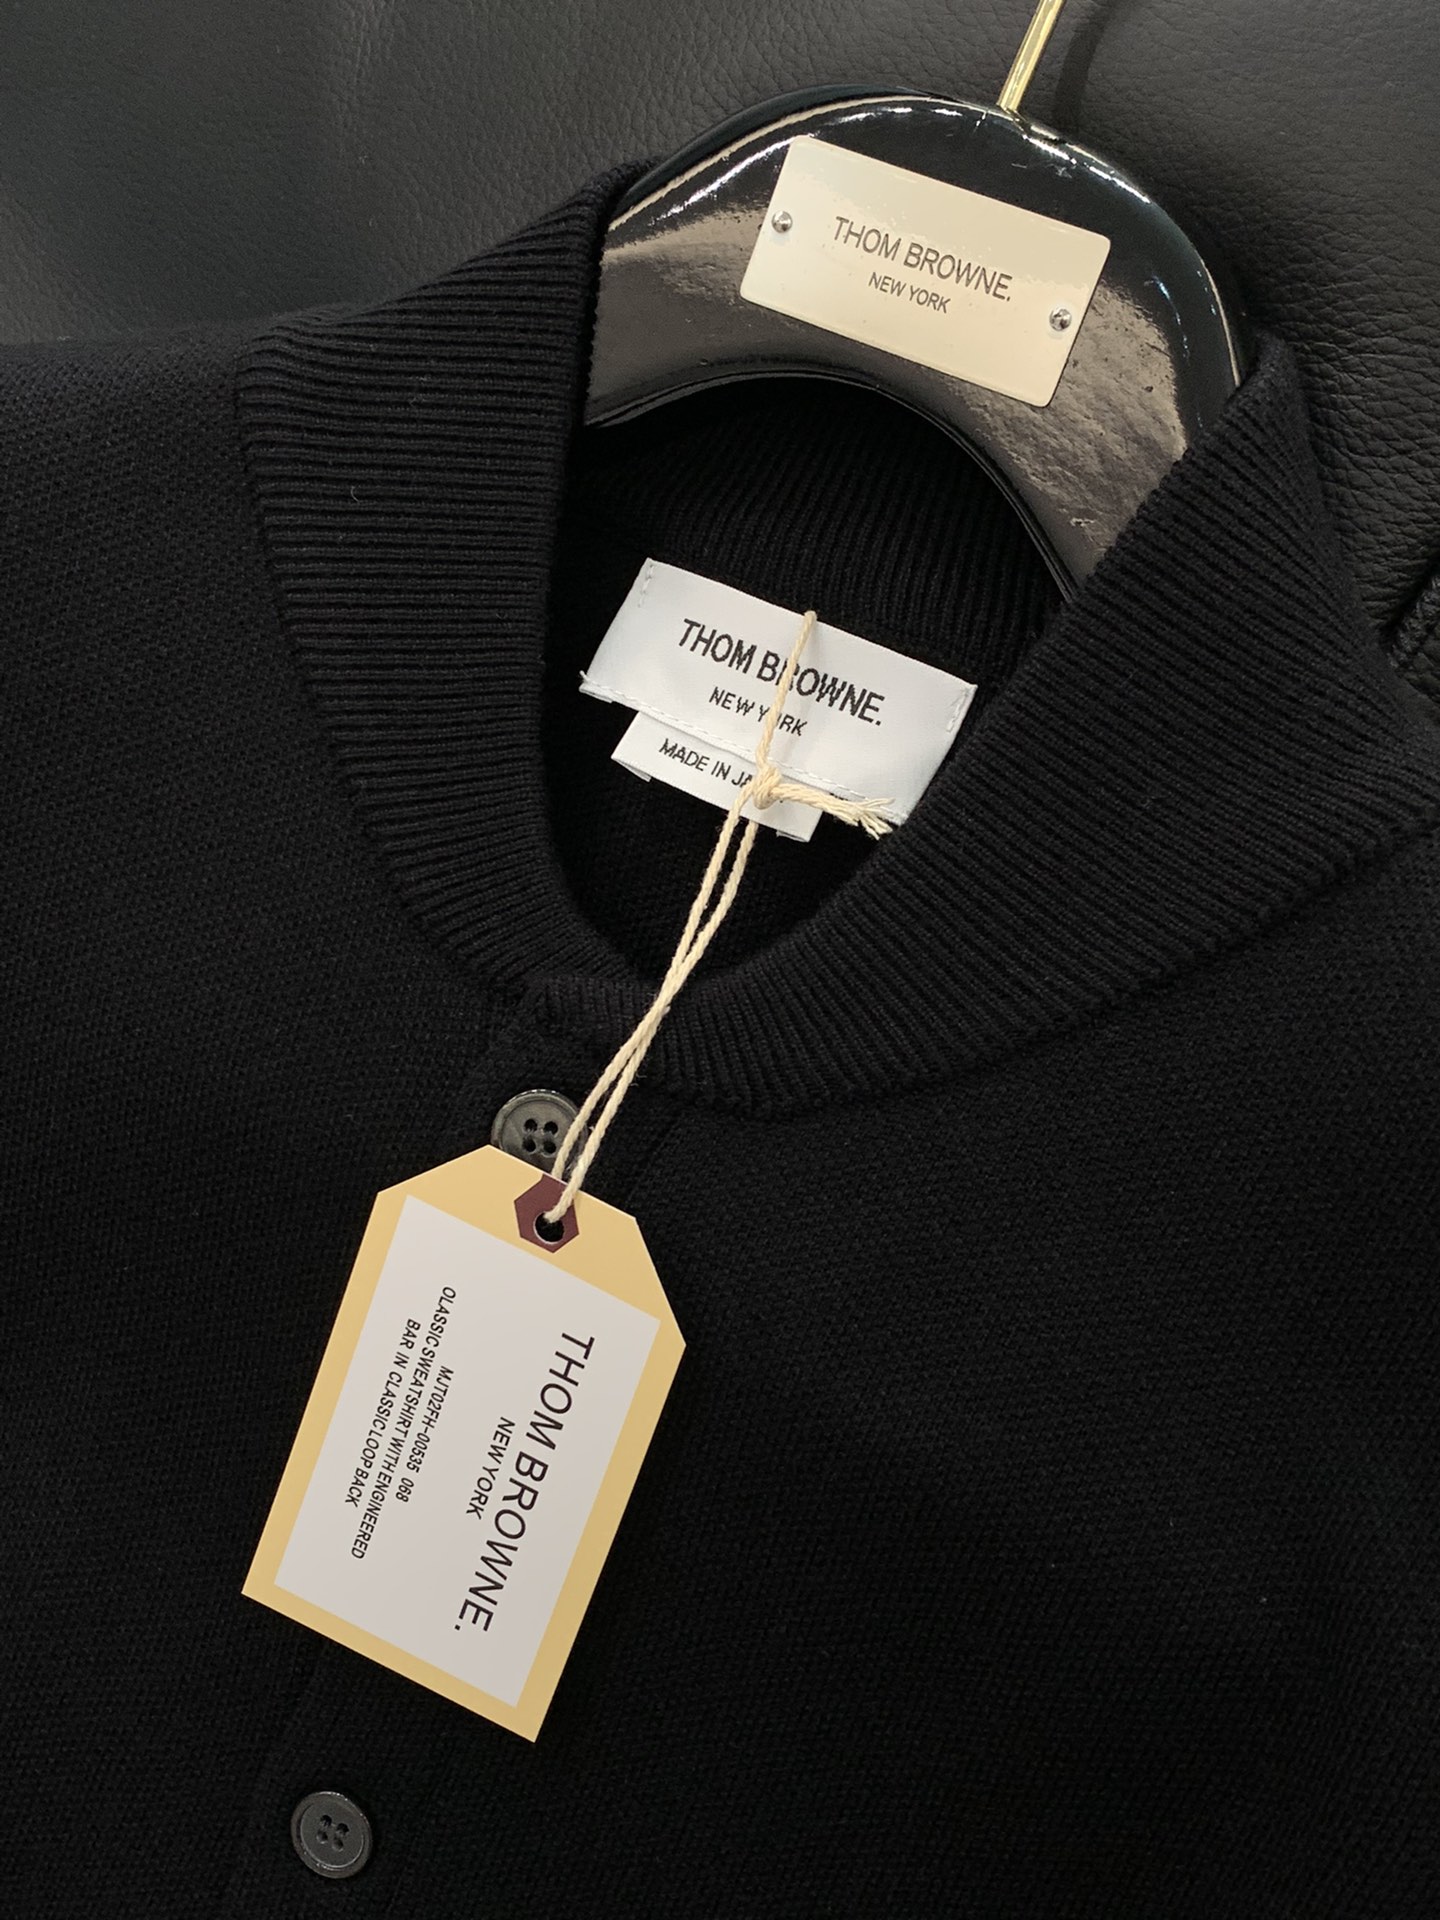 THOM BROWNE.
NEW YORK
THOM BROWNE.
NEW YORK
MADE IN
THOM BROWNE.
NEW YORK
MJT02FH-00535 068
OLASSIC SWEATSHIRT WITH ENGINEERED
BAR IN CLASSIC LOOP BACK